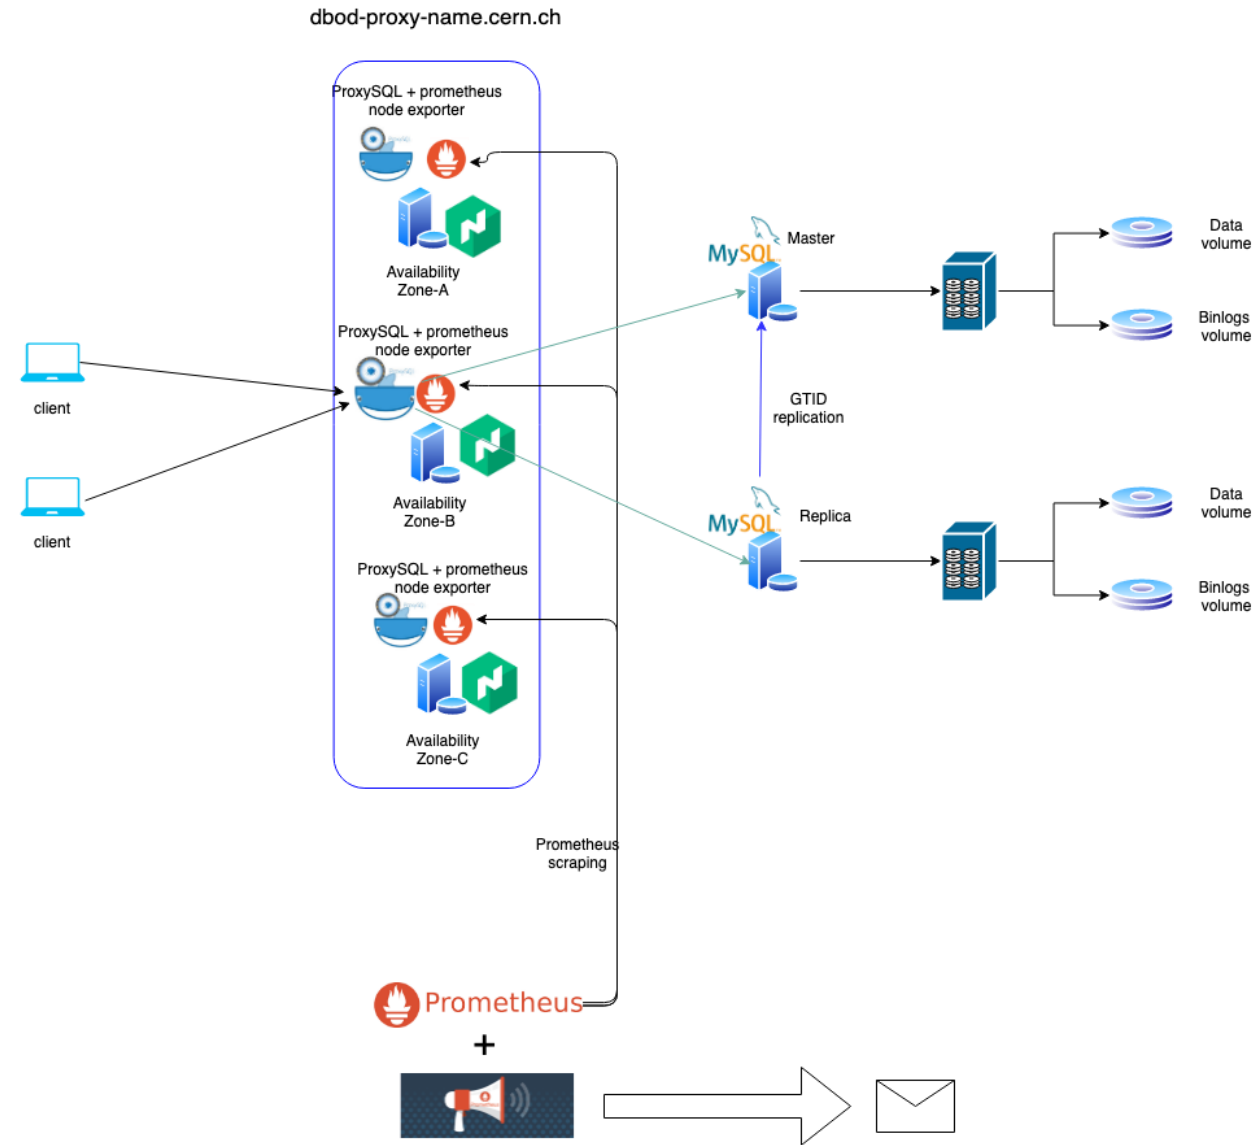 dbod-proxy-name.cern.ch
ProxySQL + prometheus
node exporter
Availability
Zone-A
ProxySQL + prometheus
node exporter
Availability
Zone-B
ProxySQL + prometheus
node exporter
Availability
Zone-C
client
client
MySQL
Master
GTID
replication
MySQL
Replica
Data
volume
Binlogs
volume
Data
volume
Binlogs
volume
Prometheus
scraping
Prometheus
+